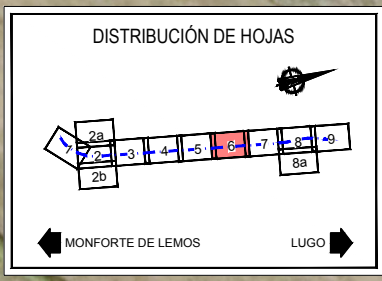 DISTRIBUCIÓN DE HOJAS
2a
1 2 3 4 5 6 7 8 9
2b
8a
MONFORTE DE LEMOS
LUGO